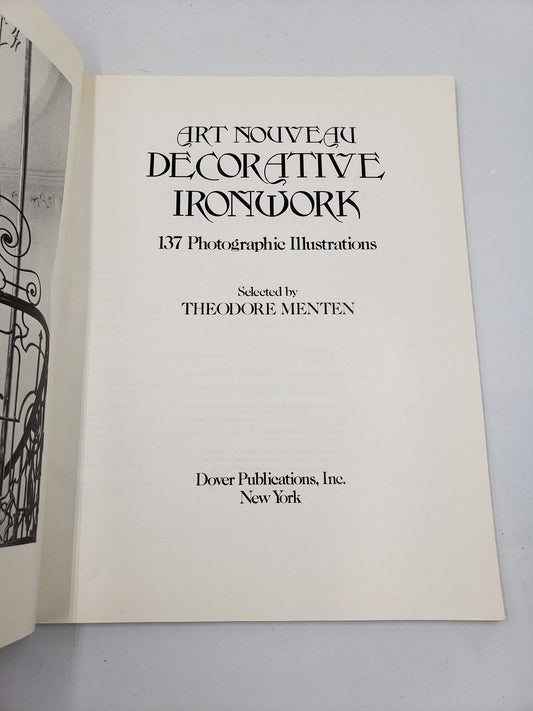 ART NOUVEAU
DECORATIVE
IRONWORK
137 Photographic Illustrations
Selected by
THEODORE MENTEN
Dover Publications, Inc.
New York